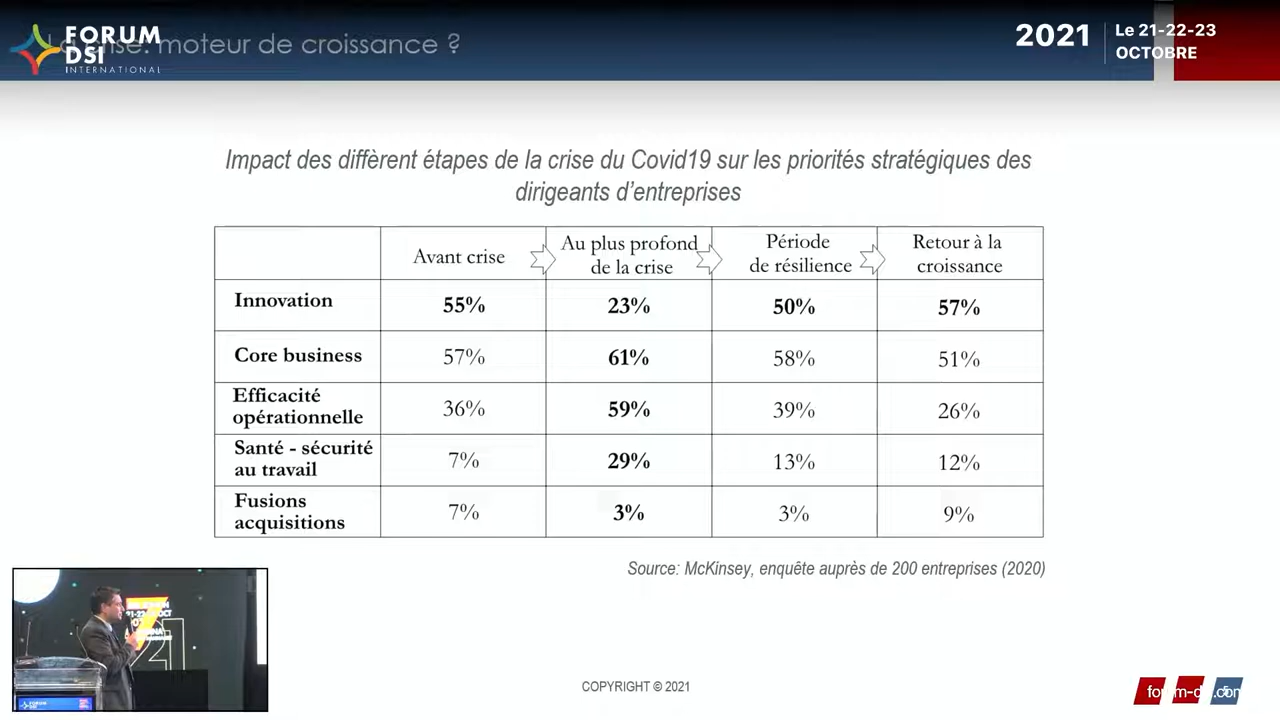 FORUM
DSI
INTERNATIONAL
crise: moteur de croissance ?
2021
Le 21-22-23
OCTOBRE
Impact des diffèrent étapes de la crise du Covid19 sur les priorités stratégiques des
dirigeants d’entreprises
Avant crise
Au plus profond
de la crise
Période
de résilience
Retour à la
croissance
Innovation
55%
23%
50%
57%
Core business
57%
61%
58%
51%
Efficacité
opérationnelle
36%
59%
39%
26%
Santé - sécurité
au travail
7%
29%
13%
12%
Fusions
acquisitions
7%
3%
3%
9%
Source: McKinsey, enquête auprès de 200 entreprises (2020)
FORUM
DSI
COPYRIGHT © 2021